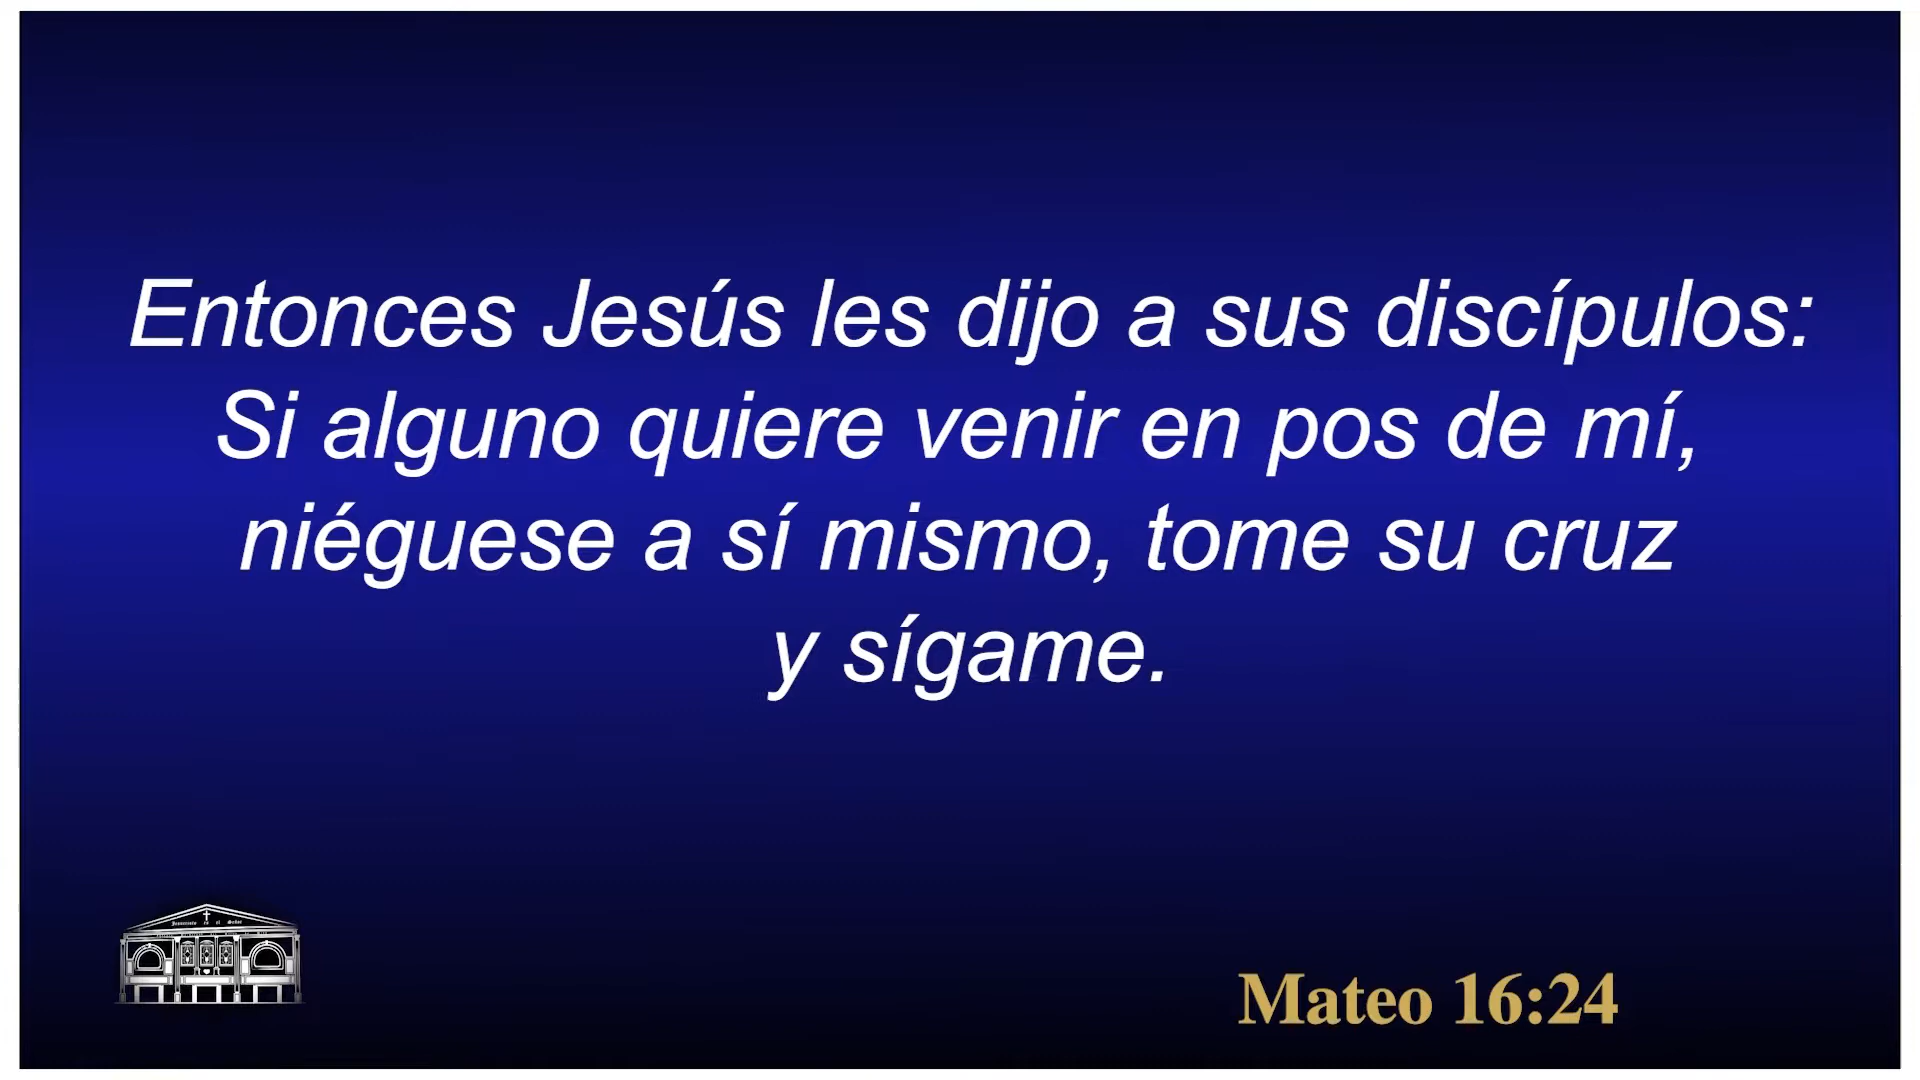 Entonces Jesús les dijo a sus discípulos:
Si alguno quiere venir en pos de mí,
niéguese a sí mismo, tome su cruz
y sígame.
Mateo 16:24